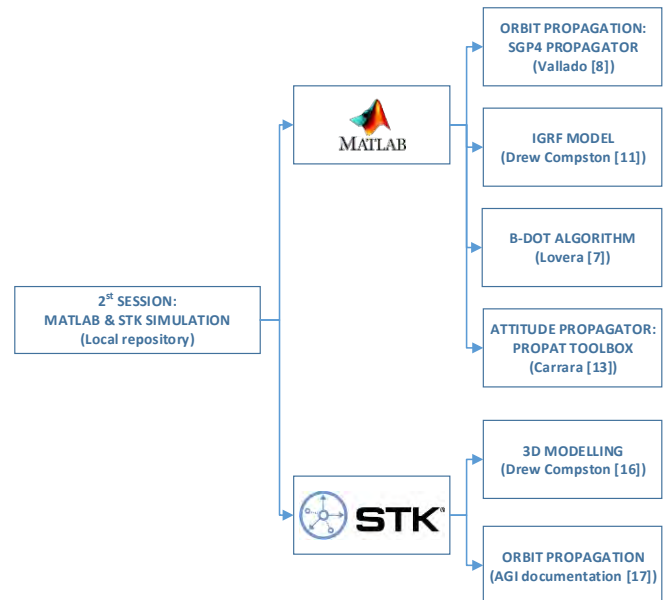 ORBIT PROPAGATION:
SGP4 PROPAGATOR
(Vallado [8])
MATLAB
IGRF MODEL
(Drew Compston [11])
B-DOT ALGORITHM
(Lovera [7])
2st SESSION:
MATLAB & STK SIMULATION
(Local repository)
ATTITUDE PROPAGATOR:
PROPAT TOOLBOX
(Carrara [13])
3D MODELLING
(Drew Compston [16])
STK®
ORBIT PROPAGATION
(AGI documentation [17])